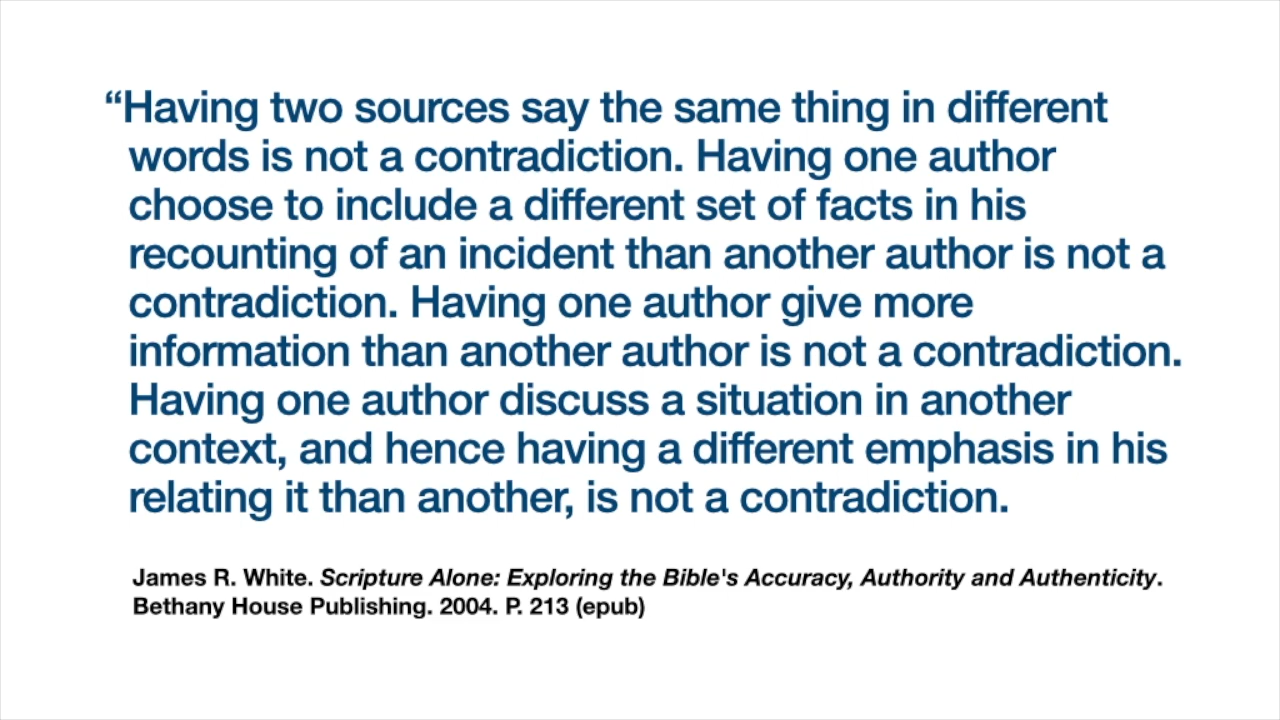 “Having two sources say the same thing in different
words is not a contradiction. Having one author
choose to include a different set of facts in his
recounting of an incident than another author is not a
contradiction. Having one author give more
information than another author is not a contradiction.
Having one author discuss a situation in another
context, and hence having a different emphasis in his
relating it than another, is not a contradiction.
James R. White. Scripture Alone: Exploring the Bible's Accuracy, Authority and Authenticity.
Bethany House Publishing. 2004. P. 213 (epub)